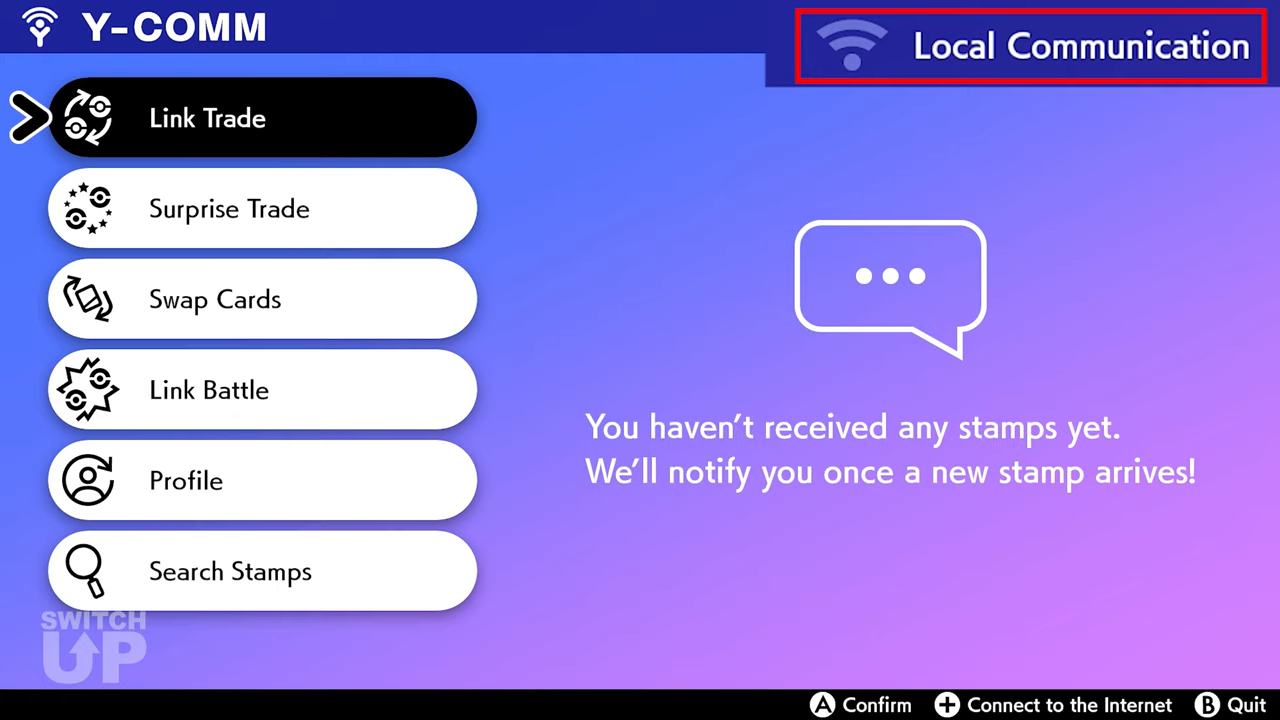 Y-COMM
Local Communication
Link Trade
Surprise Trade
Swap Cards
Link Battle
Profile
Search Stamps
You haven't received any stamps yet.
We'll notify you once a new stamp arrives!
SWITCH
UP
A Confirm + Connect to the Internet B Quit